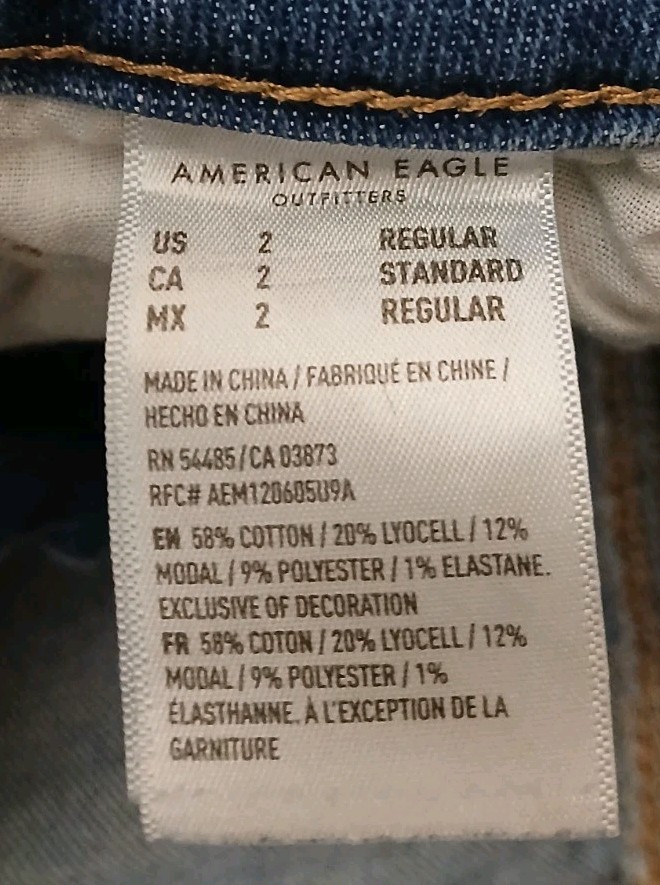 AMERICAN EAGLE
OUTFITTERS
US 2 REGULAR
CA 2 STANDARD
MX 2 REGULAR
MADE IN CHINA / FABRIQUÉ EN CHINE /
HECHO EN CHINA
RN 54485 / CA 03873
RFC# AEM120605U9A
EN 58% COTTON / 20% LYOCELL / 12%
MODAL / 9% POLYESTER / 1% ELASTANE.
EXCLUSIVE OF DECORATION
FR 58% COTON / 20% LYOCELL / 12%
MODAL / 9% POLYESTER / 1%
ÉLASTHANNE. À L'EXCEPTION DE LA
GARNITURE